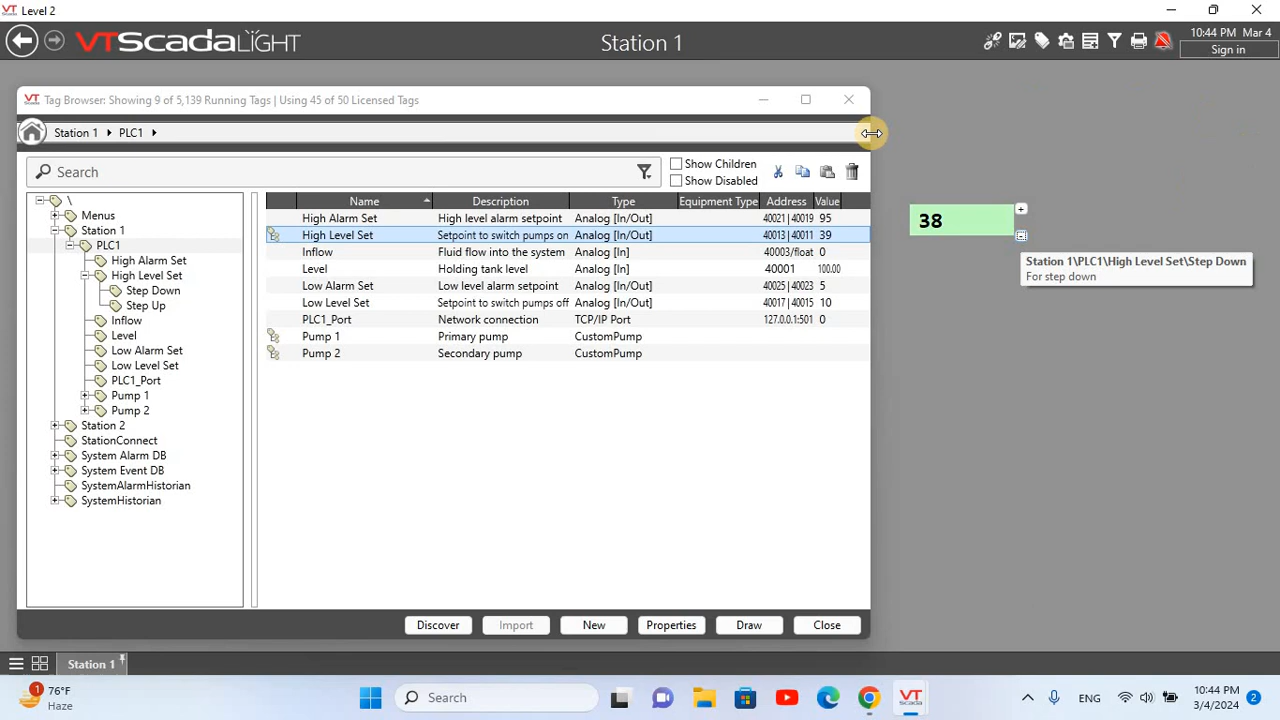 Level 2
VTScadaLIGHT
Station 1
10:44 PM Mar 4
Sign in
Tag Browser: Showing 9 of 5,139 Running Tags | Using 45 of 50 Licensed Tags
Station 1 PLC1
Search
Show Children
Show Disabled
\
Menus
Station 1
PLC1
High Alarm Set
High Level Set
Step Down
Step Up
Inflow
Level
Low Alarm Set
Low Level Set
PLC1_Port
Pump 1
Pump 2
Station 2
StationConnect
System Alarm DB
System Event DB
SystemAlarmHistorian
SystemHistorian
Name Description Type Equipment Type Address Value
High Alarm Set High level alarm setpoint Analog [In/Out] 40021|40019 95
High Level Set Setpoint to switch pumps on Analog [In/Out] 40013|40011 39
Inflow Fluid flow into the system Analog [In] 40003/float 0
Level Holding tank level Analog [In] 40001 100.00
Low Alarm Set Low level alarm setpoint Analog [In/Out] 40025|40023 5
Low Level Set Setpoint to switch pumps off Analog [In/Out] 40017|40015 10
PLC1_Port Network connection TCP/IP Port 127.0.0.1:501 0
Pump 1 Primary pump CustomPump
Pump 2 Secondary pump CustomPump
38
+
-
Station 1\PLC1\High Level Set\Step Down
For step down
Discover Import New Properties Draw Close
Station 1
1
76°F
Haze
Search
VT
SCADA
ENG
10:44 PM
3/4/2024
2